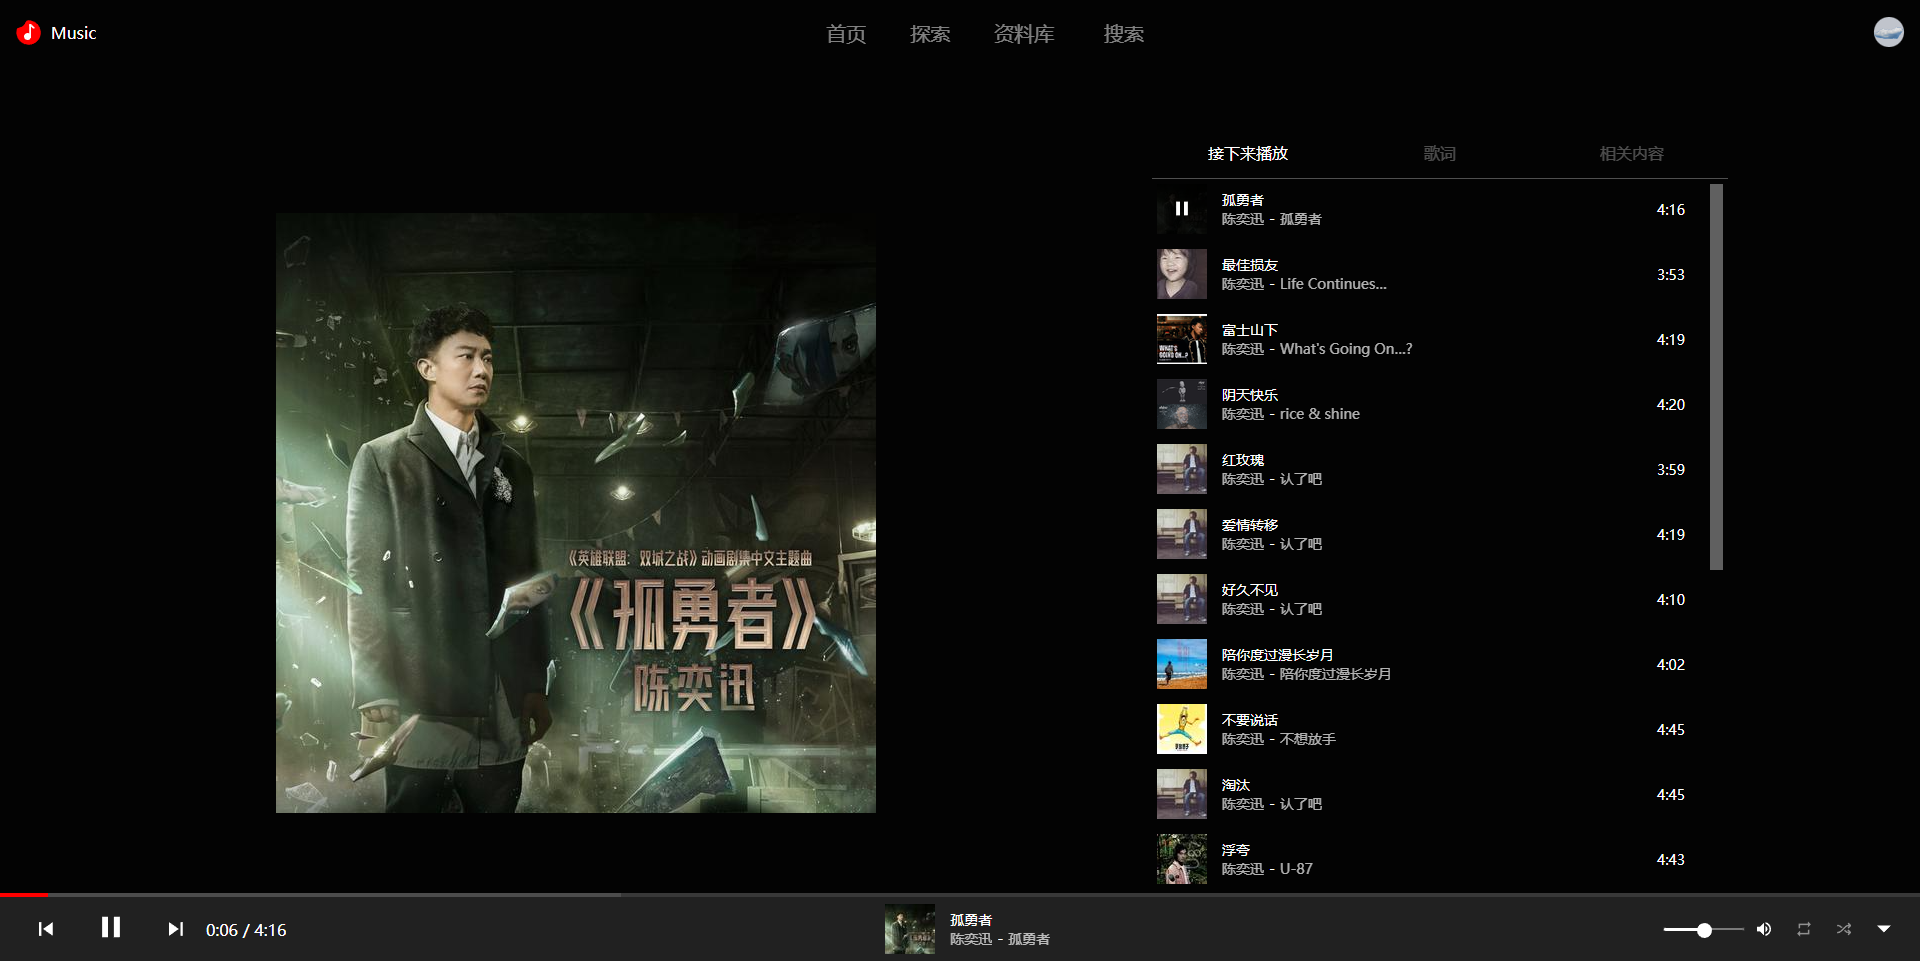 Music
首页
探索
资料库
搜索
接下来播放
歌词
相关内容
《英雄联盟：双城之战》动画剧集中文主题曲
《孤勇者》
陈奕迅
孤勇者
陈奕迅 - 孤勇者
4:16
最佳损友
陈奕迅 - Life Continues...
3:53
富士山下
陈奕迅 - What's Going On...?
4:19
WHAT'S
GOING ON...?
阴天快乐
陈奕迅 - rice & shine
4:20
红玫瑰
陈奕迅 - 认了吧
3:59
爱情转移
陈奕迅 - 认了吧
4:19
好久不见
陈奕迅 - 认了吧
4:10
陪你度过漫长岁月
陈奕迅 - 陪你度过漫长岁月
4:02
不要说话
陈奕迅 - 不想放手
4:45
淘汰
陈奕迅 - 认了吧
4:45
浮夸
陈奕迅 - U-87
4:43
0:06 / 4:16
孤勇者
陈奕迅 - 孤勇者